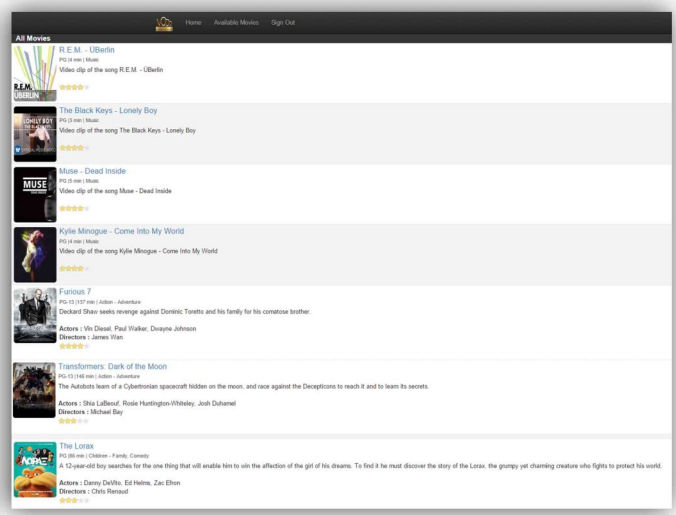 VOD
Home Available Movies Sign Out
All Movies
R.E.M. - ÜBerlin
PG |4 min | Music
Video clip of the song R.E.M. - ÜBerlin
R.E.M.
ÜBERLIN
The Black Keys - Lonely Boy
PG |3 min | Music
Video clip of the song The Black Keys - Lonely Boy
LONELY BOY
THE BLACK KEYS
Muse - Dead Inside
PG |5 min | Music
Video clip of the song Muse - Dead Inside
MUSE
Kylie Minogue - Come Into My World
PG |4 min | Music
Video clip of the song Kylie Minogue - Come Into My World
Furious 7
PG-13 |137 min | Action - Adventure
Deckard Shaw seeks revenge against Dominic Toretto and his family for his comatose brother.
Actors : Vin Diesel, Paul Walker, Dwayne Johnson
Directors : James Wan
Transformers: Dark of the Moon
PG-13 |146 min | Action - Adventure
The Autobots learn of a Cybertronian spacecraft hidden on the moon, and race against the Decepticons to reach it and to learn its secrets.
Actors : Shia LaBeouf, Rosie Huntington-Whiteley, Josh Duhamel
Directors : Michael Bay
The Lorax
PG |86 min | Children - Family, Comedy
A 12-year-old boy searches for the one thing that will enable him to win the affection of the girl of his dreams. To find it he must discover the story of the Lorax, the grumpy yet charming creature who fights to protect his world.
Actors : Danny DeVito, Ed Helms, Zac Efron
Directors : Chris Renaud